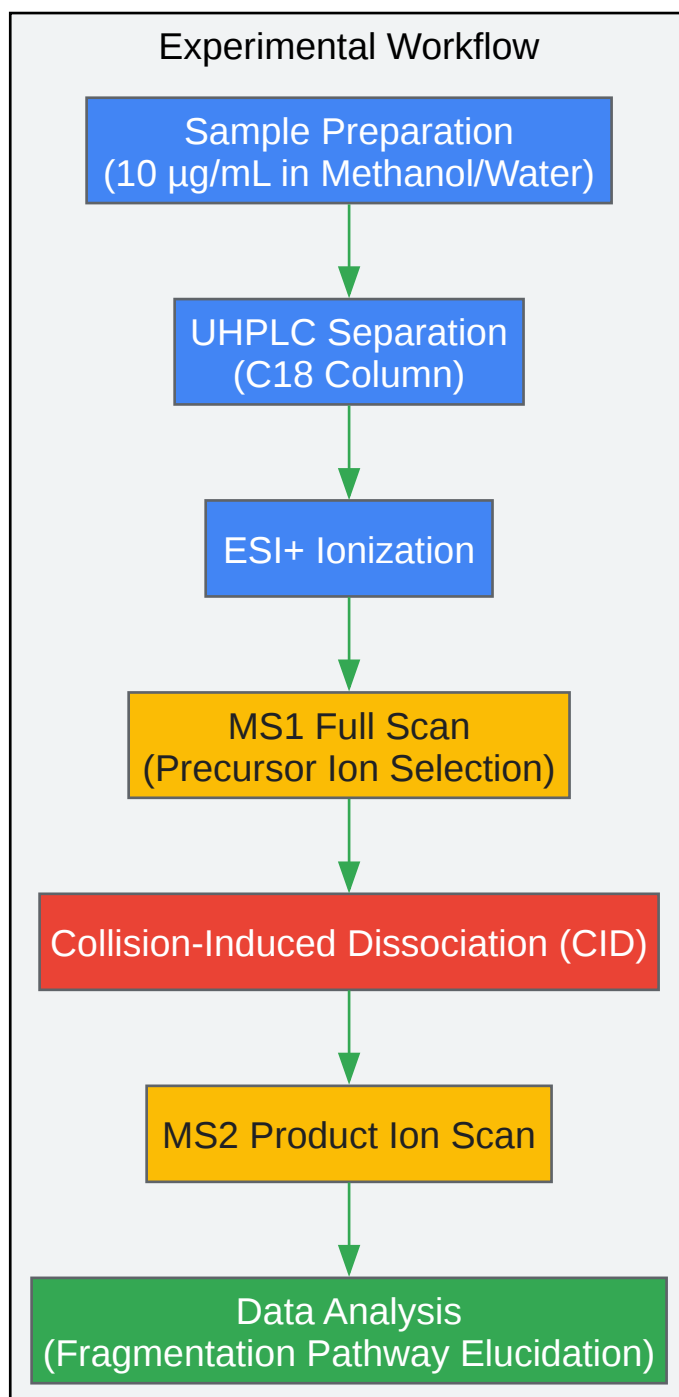 Experimental Workflow
Sample Preparation
(10 µg/mL in Methanol/Water)
UHPLC Separation
(C18 Column)
ESI+ Ionization
MS1 Full Scan
(Precursor Ion Selection)
Collision-Induced Dissociation (CID)
MS2 Product Ion Scan
Data Analysis
(Fragmentation Pathway Elucidation)